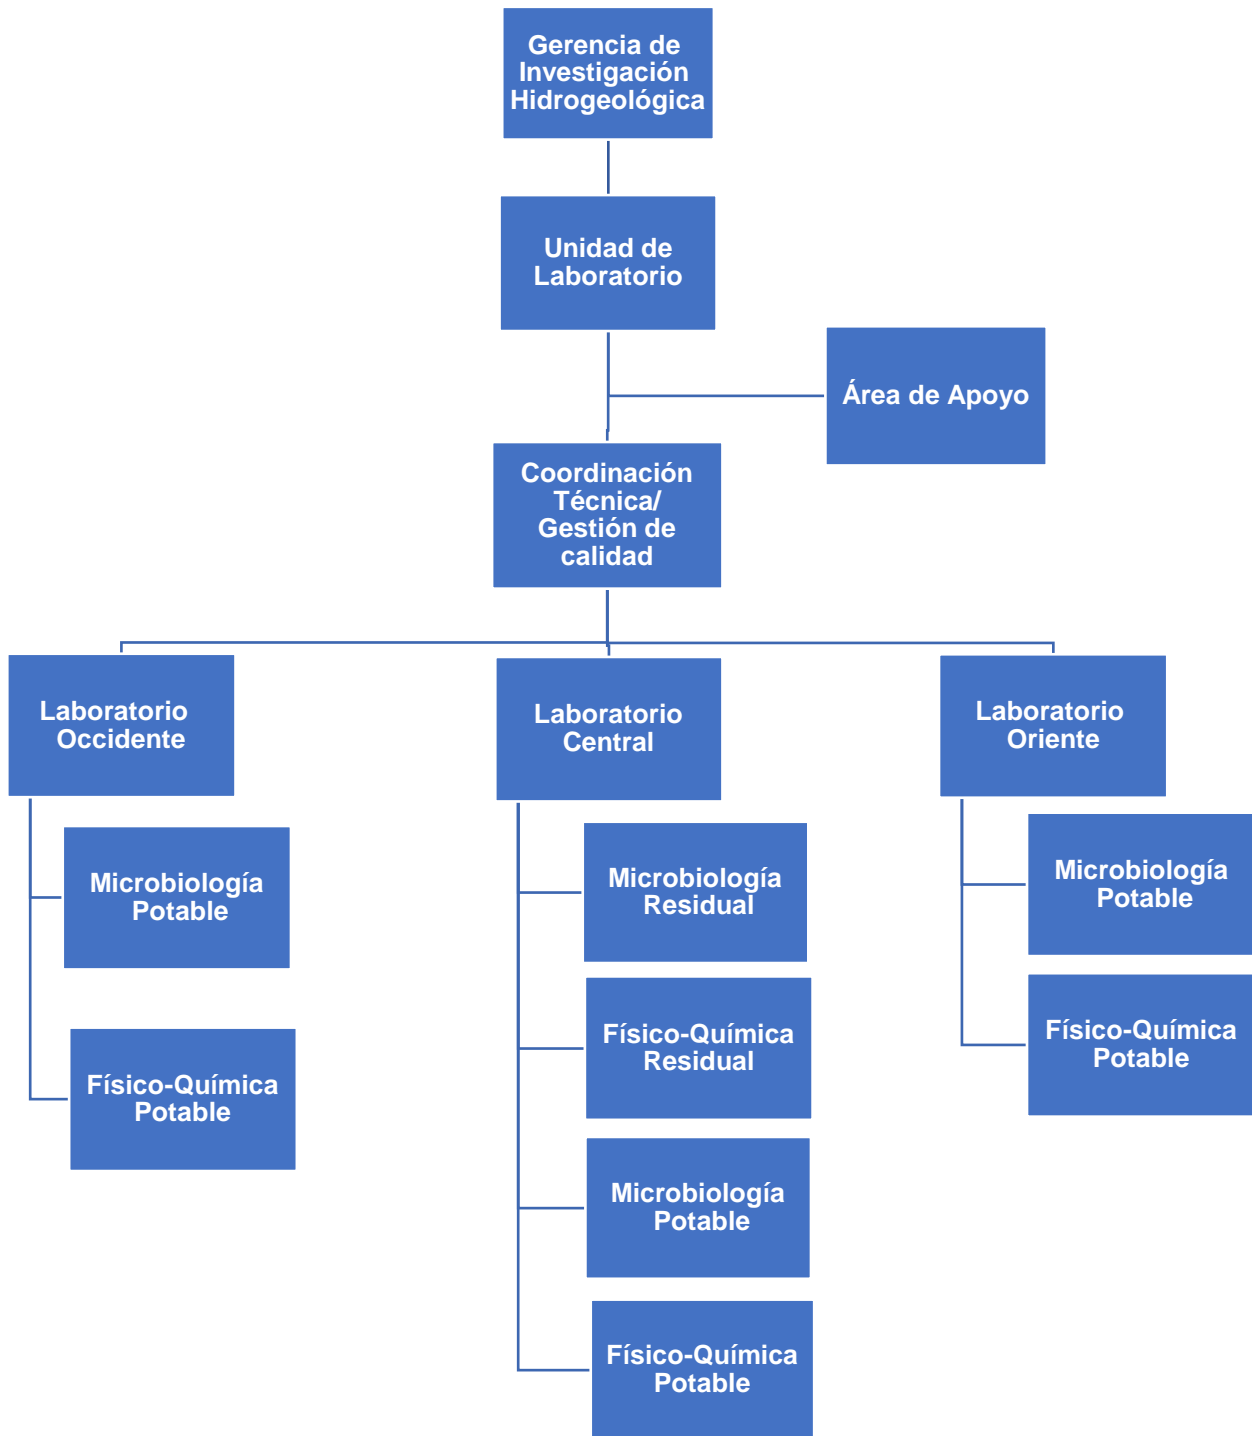 Gerencia de
Investigación
Hidrogeológica
Unidad de
Laboratorio
Área de Apoyo
Coordinación
Técnica/
Gestión de
calidad
Laboratorio
Occidente
Microbiología
Potable
Físico-Química
Potable
Laboratorio
Central
Microbiología
Residual
Físico-Química
Residual
Microbiología
Potable
Físico-Química
Potable
Laboratorio
Oriente
Microbiología
Potable
Físico-Química
Potable